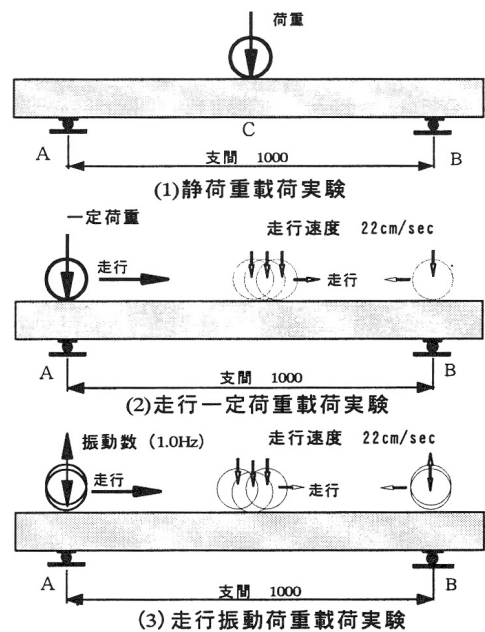 荷重
A
C
B
支間 1000
(1)静荷重載荷実験
一定荷重
走行
走行速度 22cm/sec
走行
A
B
支間 1000
(2)走行一定荷重載荷実験
振動数（1.0Hz）
走行速度 22cm/sec
走行
走行
A
B
支間 1000
(3)走行振動荷重載荷実験